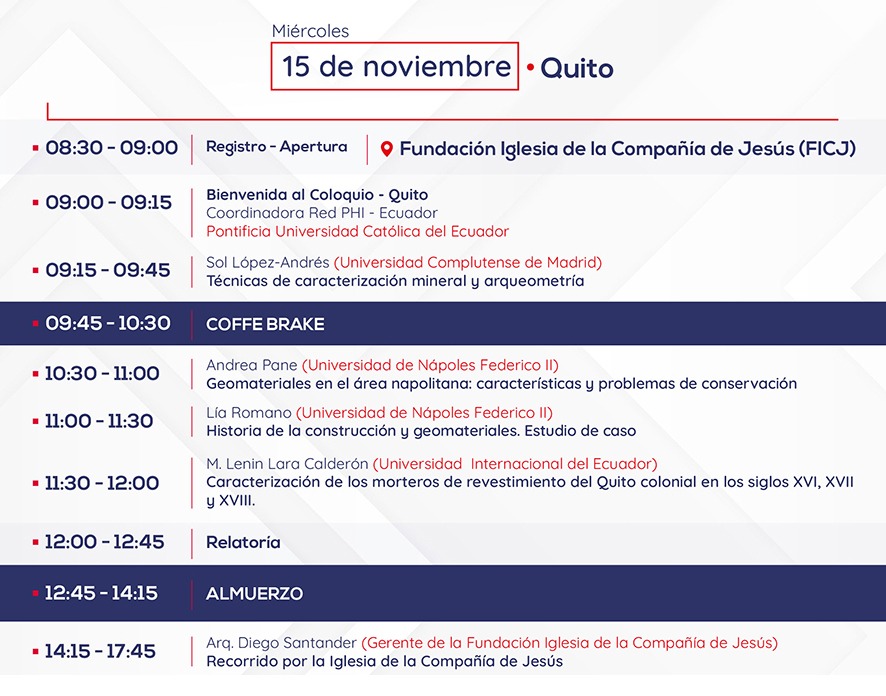 Miércoles
15 de noviembre • Quito
08:30 - 09:00 Registro - Apertura Fundación Iglesia de la Compañía de Jesús (FICJ)
09:00 - 09:15
Bienvenida al Coloquio - Quito
Coordinadora Red PHI - Ecuador
Pontificia Universidad Católica del Ecuador
09:15 - 09:45
Sol López-Andrés (Universidad Complutense de Madrid)
Técnicas de caracterización mineral y arqueometría
09:45 - 10:30 COFFE BRAKE
10:30 - 11:00
Andrea Pane (Universidad de Nápoles Federico II)
Geomateriales en el área napolitana: características y problemas de conservación
11:00 - 11:30
Lía Romano (Universidad de Nápoles Federico II)
Historia de la construcción y geomateriales. Estudio de caso
11:30 - 12:00
M. Lenin Lara Calderón (Universidad Internacional del Ecuador)
Caracterización de los morteros de revestimiento del Quito colonial en los siglos XVI, XVII
y XVIII.
12:00 - 12:45 Relatoría
12:45 - 14:15 ALMUERZO
14:15 - 17:45
Arq. Diego Santander (Gerente de la Fundación Iglesia de la Compañía de Jesús)
Recorrido por la Iglesia de la Compañía de Jesús